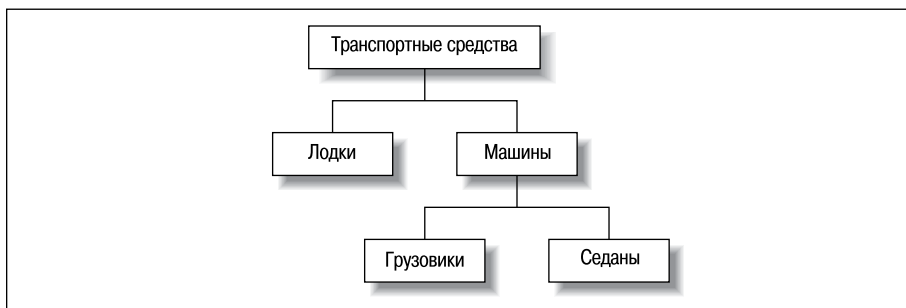 Транспортные средства
Лодки
Машины
Грузовики
Седаны